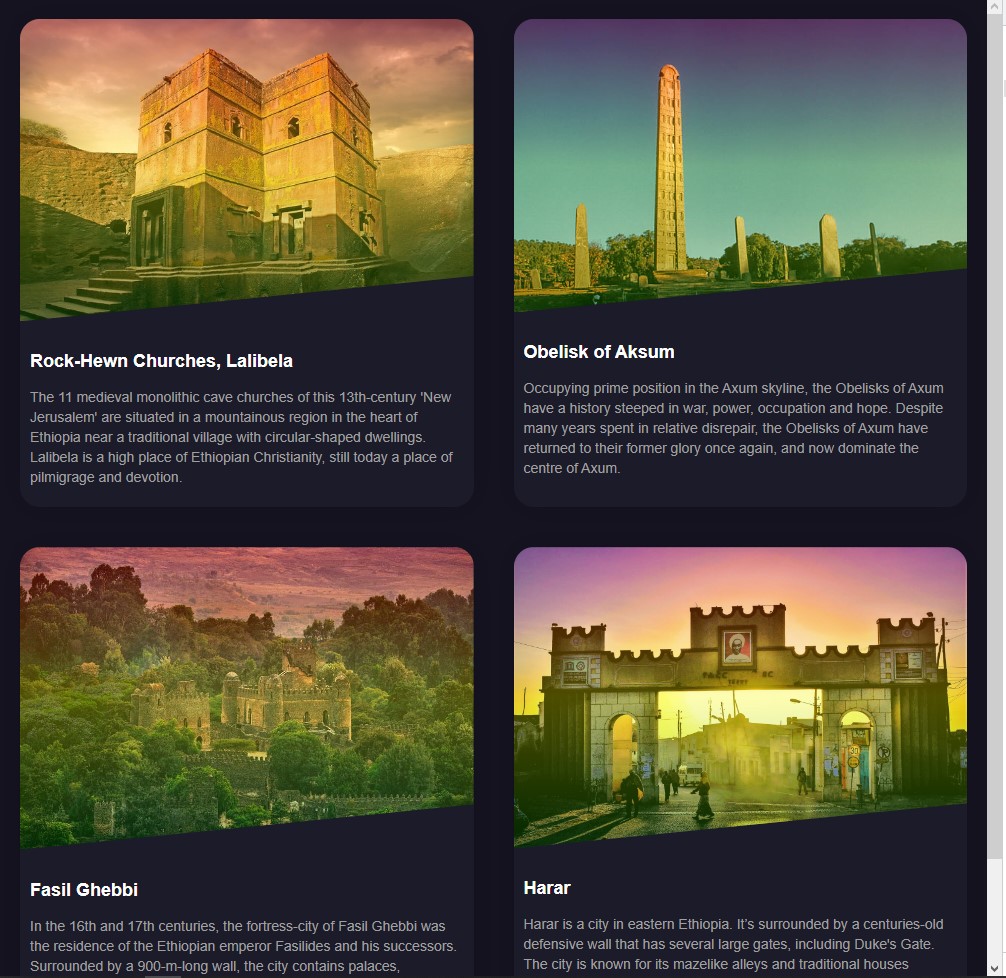 Rock-Hewn Churches, Lalibela
The 11 medieval monolithic cave churches of this 13th-century 'New
Jerusalem' are situated in a mountainous region in the heart of
Ethiopia near a traditional village with circular-shaped dwellings.
Lalibela is a high place of Ethiopian Christianity, still today a place of
pilmigrage and devotion.
Obelisk of Aksum
Occupying prime position in the Axum skyline, the Obelisks of Axum
have a history steeped in war, power, occupation and hope. Despite
many years spent in relative disrepair, the Obelisks of Axum have
returned to their former glory once again, and now dominate the
centre of Axum.
Fasil Ghebbi
In the 16th and 17th centuries, the fortress-city of Fasil Ghebbi was
the residence of the Ethiopian emperor Fasilides and his successors.
Surrounded by a 900-m-long wall, the city contains palaces,
Harar
Harar is a city in eastern Ethiopia. It's surrounded by a centuries-old
defensive wall that has several large gates, including Duke's Gate.
The city is known for its mazelike alleys and traditional houses